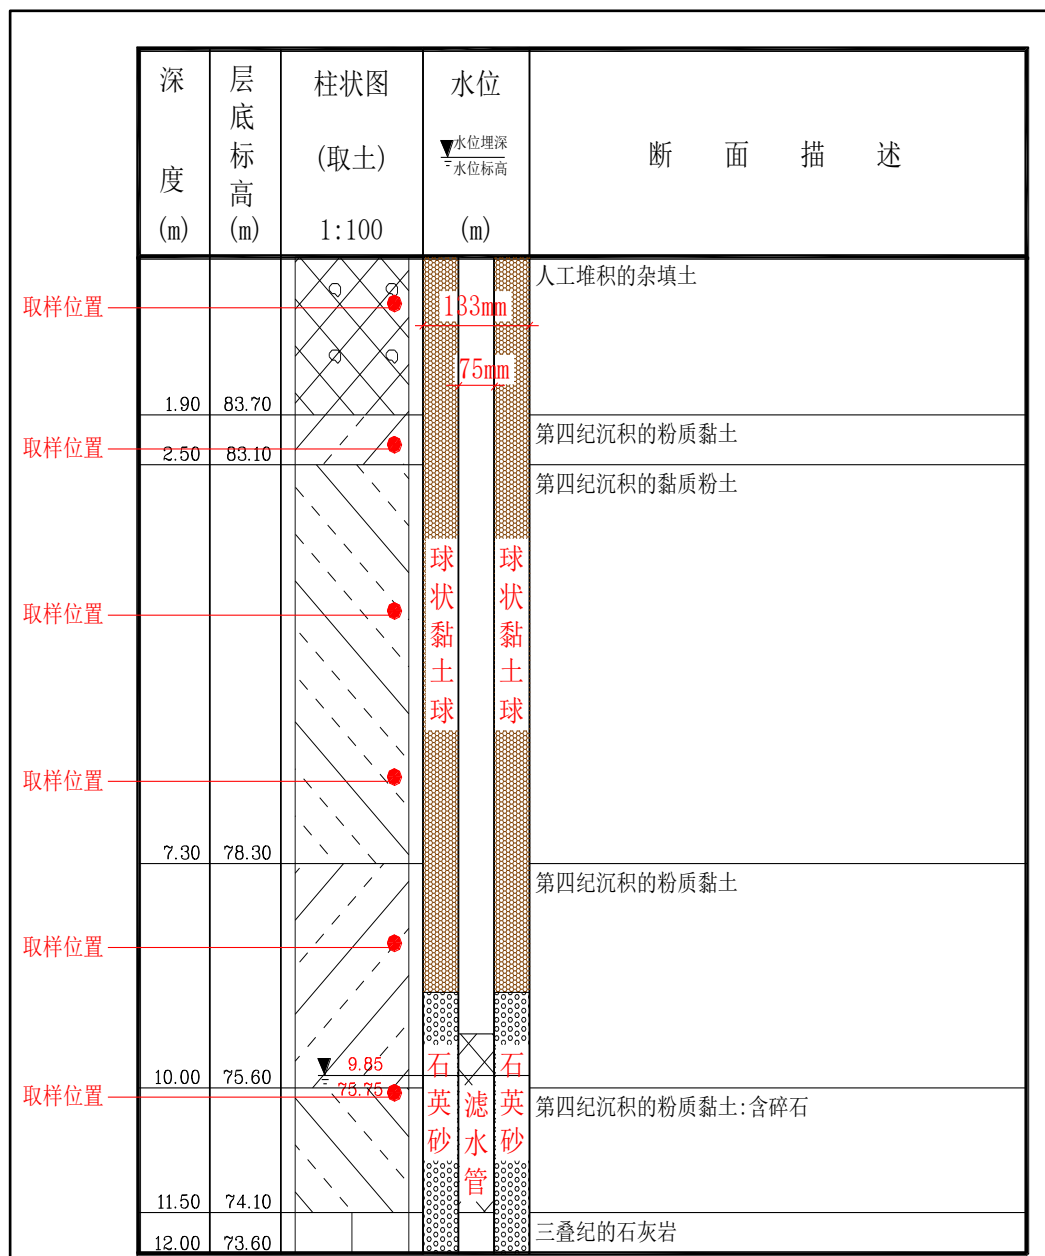 深度(m)
层底标高(m)
柱状图
(取土)
1:100
水位
水位埋深
水位标高
(m)
断面描述
人工堆积的杂填土
取样位置
133mm
75mm
1.90 83.70
第四纪沉积的粉质黏土
取样位置
2.50 83.10
第四纪沉积的黏质粉土
球状黏土球
球状黏土球
取样位置
取样位置
7.30 78.30
第四纪沉积的粉质黏土
取样位置
9.85
75.75
10.00 75.60
取样位置
石英砂
滤水管
石英砂
第四纪沉积的粉质黏土:含碎石
11.50 74.10
三叠纪的石灰岩
12.00 73.60